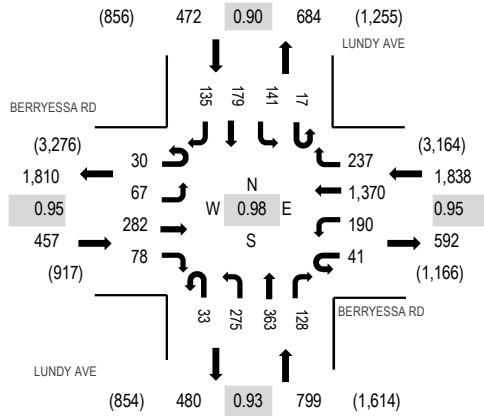 (856) 472 0.90 684 (1,255)
LUNDY AVE
135 179 141 17
BERRYESSA RD
(3,276) 30 237 (3,164)
1,810 67 N 1,370 1,838
0.95 282 W 0.98 E 190 0.95
457 78 S 41 592
(917) (1,166)
33 275 363 128
BERRYESSA RD
LUNDY AVE
(854) 480 0.93 799 (1,614)